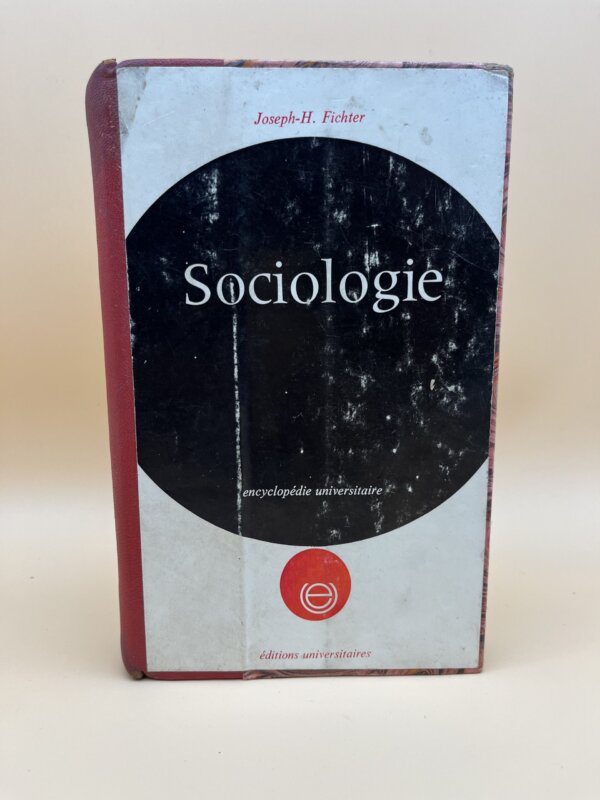 Joseph-H. Fichter
Sociologie
encyclopédie universitaire
e
éditions universitaires